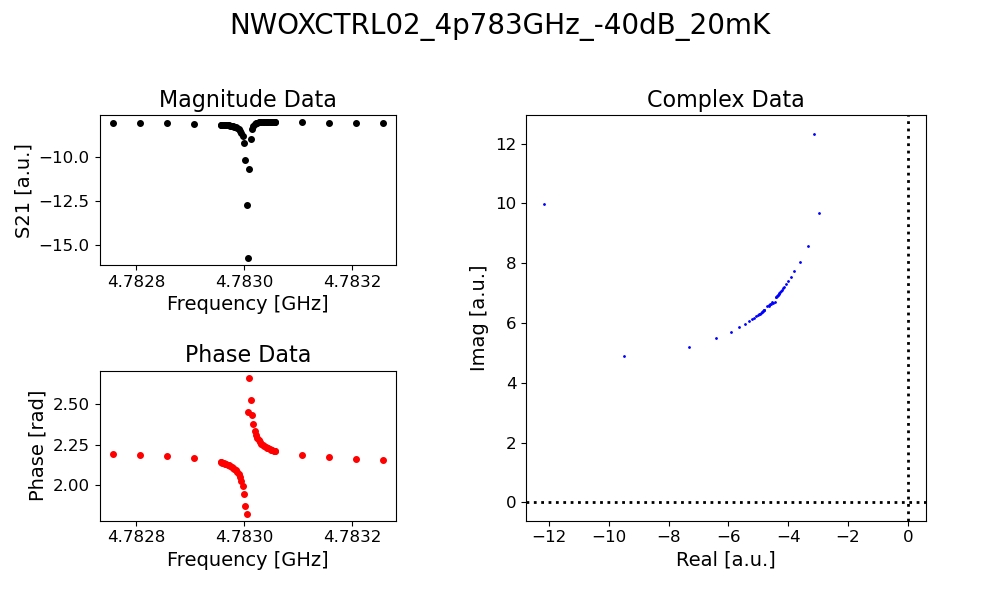 NWOXCTRL02_4p783GHz_-40dB_20mK
Magnitude Data
S21 [a.u.]
−10.0
−12.5
−15.0
4.7828
4.7830
4.7832
Frequency [GHz]
Phase Data
Phase [rad]
2.50
2.25
2.00
4.7828
4.7830
4.7832
Frequency [GHz]
Complex Data
Imag [a.u.]
12
10
8
6
4
2
0
−12
−10
−8
−6
−4
−2
0
Real [a.u.]